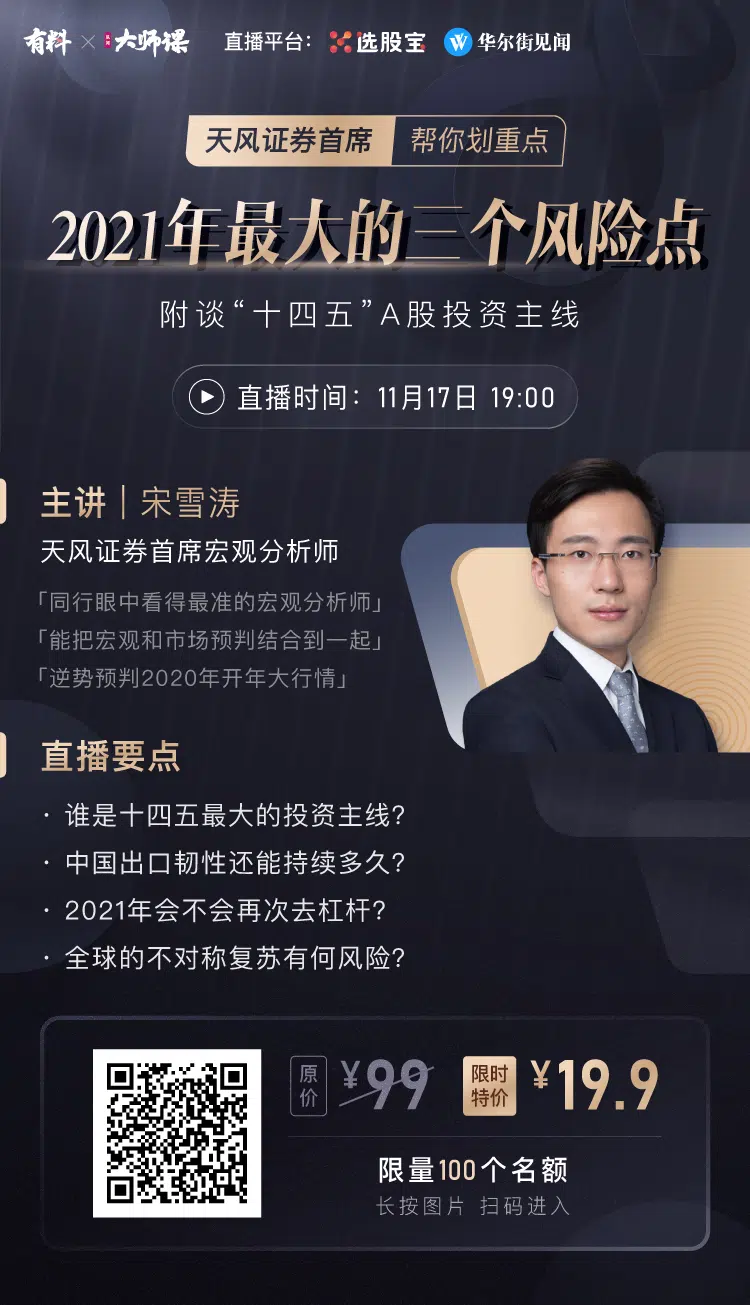 有料 × 大师课 直播平台： 选股宝 华尔街见闻
天风证券首席 帮你划重点
2021年最大的三个风险点
附谈“十四五”A股投资主线
直播时间：11月17日 19:00
主讲｜宋雪涛
天风证券首席宏观分析师
「同行眼中看得最准的宏观分析师」
「能把宏观和市场预判结合到一起」
「逆势预判2020年开年大行情」
直播要点
· 谁是十四五最大的投资主线?
· 中国出口韧性还能持续多久?
· 2021年会不会再次去杠杆?
· 全球的不对称复苏有何风险?
原价 ¥99 限时特价 ¥19.9
限量100个名额
长按图片 扫码进入